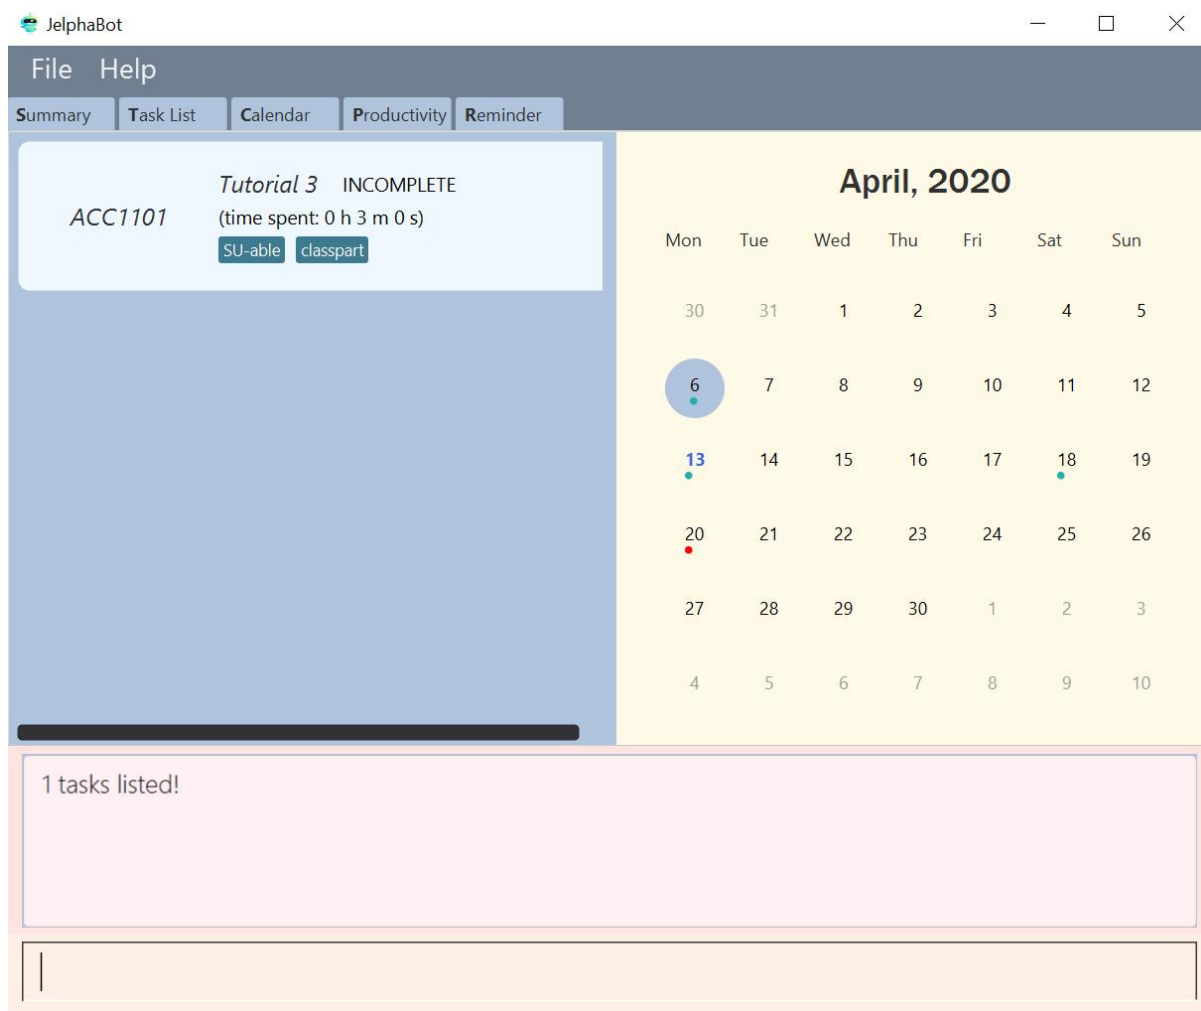 JelphaBot
File Help
Summary Task List Calendar Productivity Reminder
ACC1101
Tutorial 3 INCOMPLETE
(time spent: 0 h 3 m 0 s)
SU-able classpart
April, 2020
Mon Tue Wed Thu Fri Sat Sun
30 31 1 2 3 4 5
6 7 8 9 10 11 12
13 14 15 16 17 18 19
20 21 22 23 24 25 26
27 28 29 30 1 2 3
4 5 6 7 8 9 10
1 tasks listed!